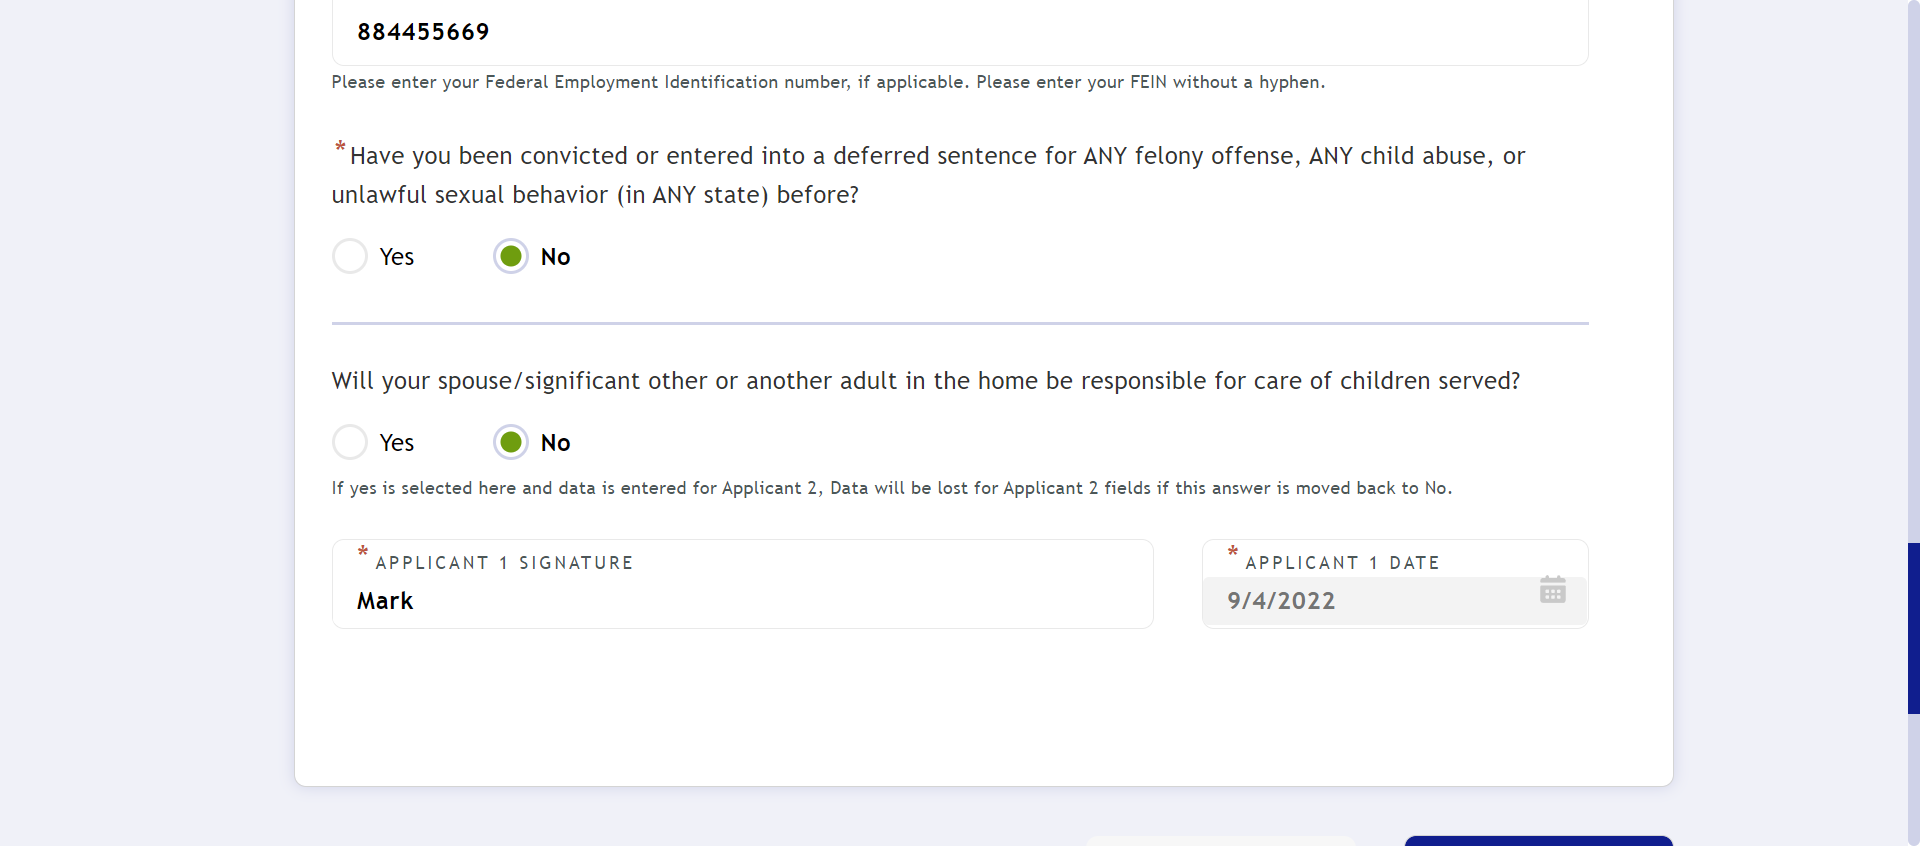 884455669
Please enter your Federal Employment Identification number, if applicable. Please enter your FEIN without a hyphen.
*Have you been convicted or entered into a deferred sentence for ANY felony offense, ANY child abuse, or
unlawful sexual behavior (in ANY state) before?
Yes No
Will your spouse/significant other or another adult in the home be responsible for care of children served?
Yes No
If yes is selected here and data is entered for Applicant 2, Data will be lost for Applicant 2 fields if this answer is moved back to No.
* APPLICANT 1 SIGNATURE
Mark
* APPLICANT 1 DATE
9/4/2022